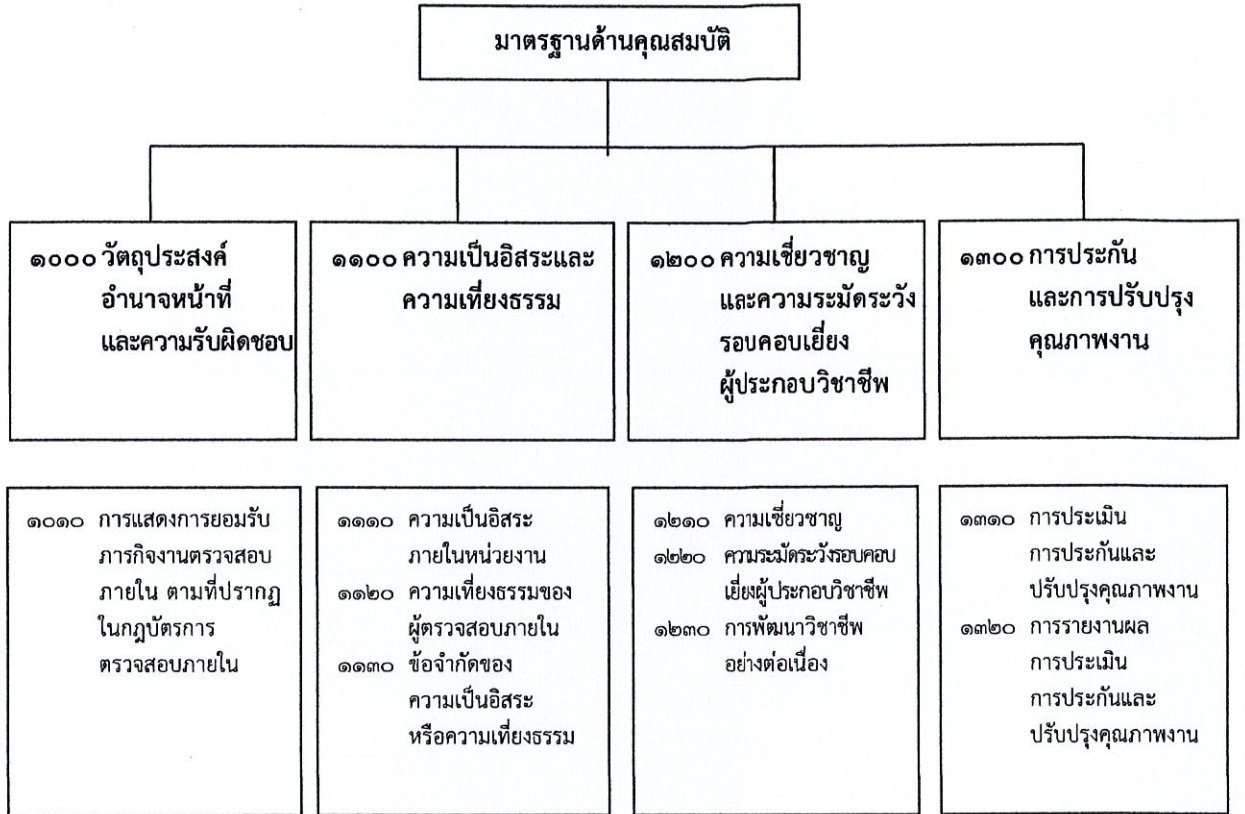 มาตรฐานด้านคุณสมบัติ
๑๐๐๐ วัตถุประสงค์
อำนาจหน้าที่
และความรับผิดชอบ
๑๑๐๐ ความเป็นอิสระและ
ความเที่ยงธรรม
๑๒๐๐ ความเชี่ยวชาญ
และความระมัดระวัง
รอบคอบเยี่ยง
ผู้ประกอบวิชาชีพ
๑๓๐๐ การประกัน
และการปรับปรุง
คุณภาพงาน
๑๐๑๐ การแสดงการยอมรับ
ภารกิจงานตรวจสอบ
ภายใน ตามที่ปรากฏ
ในกฎบัตรการ
ตรวจสอบภายใน
๑๑๑๐ ความเป็นอิสระ
ภายในหน่วยงาน
๑๑๒๐ ความเที่ยงธรรมของ
ผู้ตรวจสอบภายใน
๑๑๓๐ ข้อจำกัดของ
ความเป็นอิสระ
หรือความเที่ยงธรรม
๑๒๑๐ ความเชี่ยวชาญ
๑๒๒๐ ความระมัดระวังรอบคอบ
เยี่ยงผู้ประกอบวิชาชีพ
๑๒๓๐ การพัฒนาวิชาชีพ
อย่างต่อเนื่อง
๑๓๑๐ การประเมิน
การประกันและ
ปรับปรุงคุณภาพงาน
๑๓๒๐ การรายงานผล
การประเมิน
การประกันและ
ปรับปรุงคุณภาพงาน